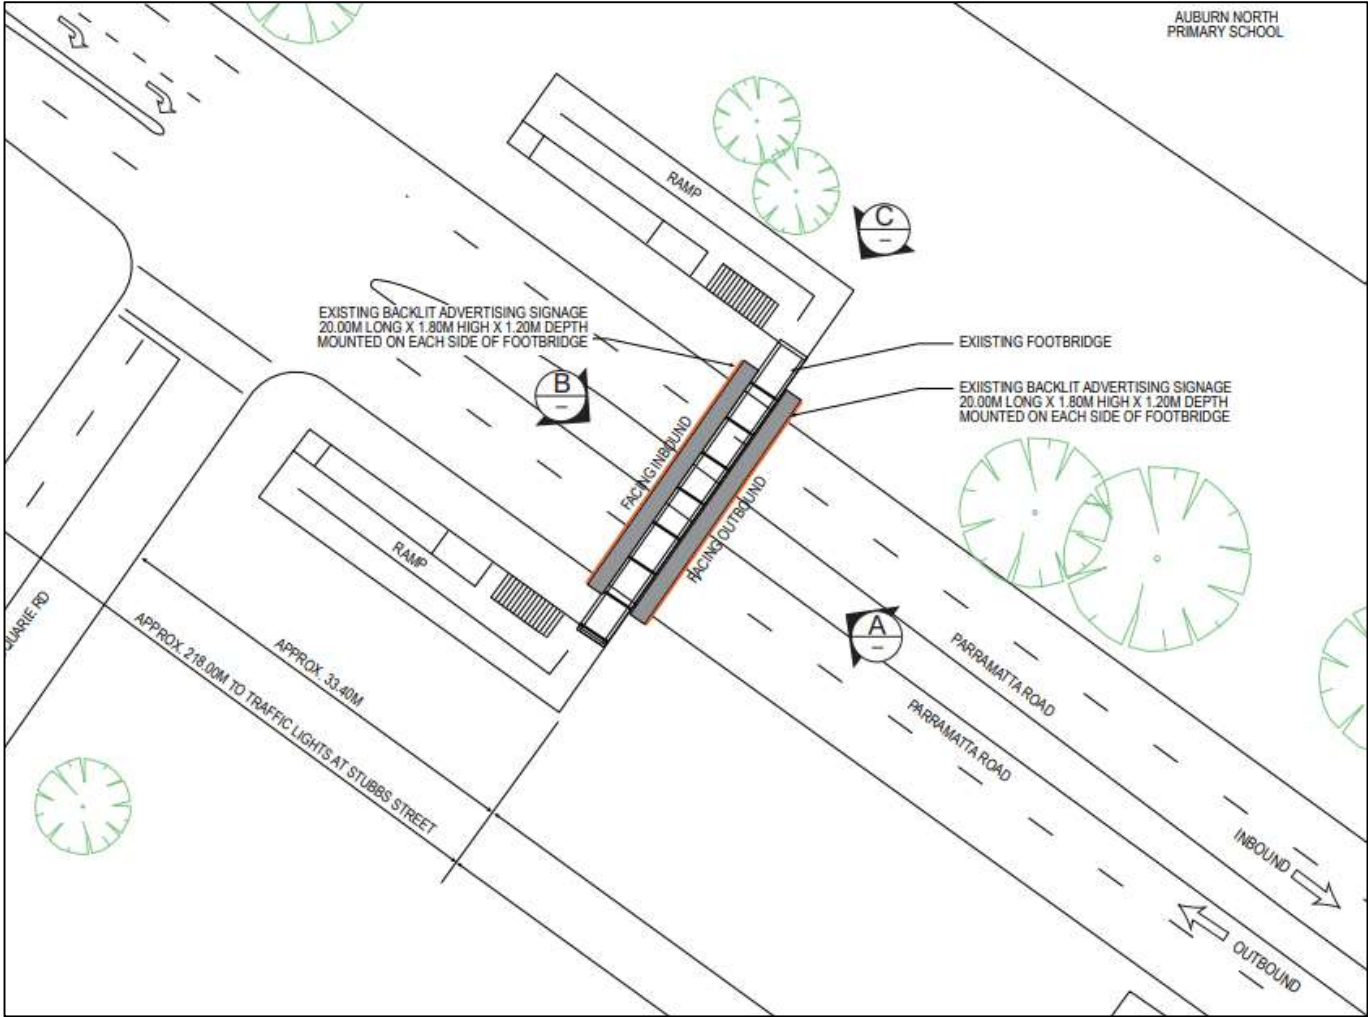 AUBURN NORTH
PRIMARY SCHOOL
RAMP
C
–
EXISTING BACKLIT ADVERTISING SIGNAGE
20.00M LONG X 1.80M HIGH X 1.20M DEPTH
MOUNTED ON EACH SIDE OF FOOTBRIDGE
EXIISTING FOOTBRIDGE
B
–
EXIISTING BACKLIT ADVERTISING SIGNAGE
20.00M LONG X 1.80M HIGH X 1.20M DEPTH
MOUNTED ON EACH SIDE OF FOOTBRIDGE
FACING INBOUND
FACING OUTBOUND
RAMP
QUARIE RD
A
–
APPROX. 33.40M
APPROX. 218.00M TO TRAFFIC LIGHTS AT STUBBS STREET
PARRAMATTA ROAD
PARRAMATTA ROAD
INBOUND
OUTBOUND